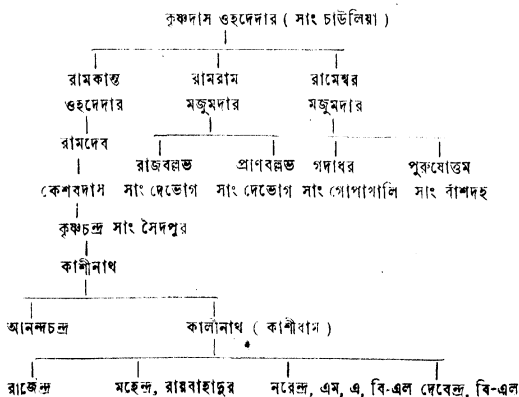 কৃষ্ণদাস ওহদেদার ( সাং চাউলিয়া )
রামকান্ত রামরাম রামেশ্বর
ওহদেদার মজুমদার মজুমদার
রামদেব
রাজবল্লভ প্রাণবল্লভ গদাধর পুরুষোত্তম
কেশবদাস সাং দেভোগ সাং দেভোগ সাং গোপাখালি সাং বাঁশদহ
কৃষ্ণচন্দ্র সাং সৈদপুর
কাশীনাথ
আনন্দচন্দ্র কালীনাথ ( কাশীধাম )
রাজেন্দ্র মহেন্দ্র, রায়বাহাদুর নরেন্দ্র, এম, এ, বি-এল দেবেন্দ্র, বি-এল